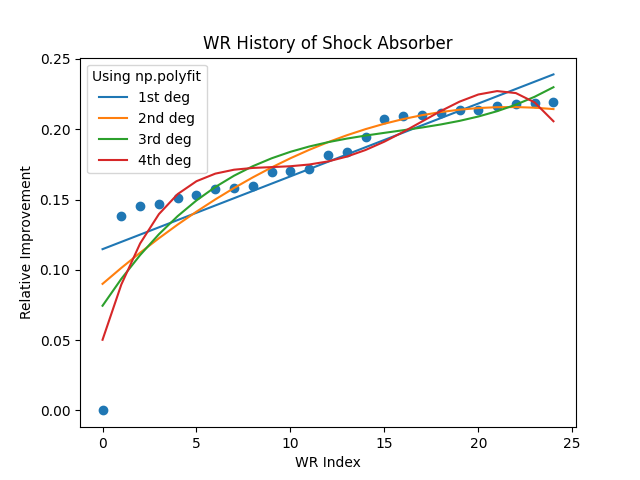 WR History of Shock Absorber
Using np.polyfit
1st deg
2nd deg
3rd deg
4th deg
0.25
0.20
0.15
0.10
0.05
0.00
Relative Improvement
0 5 10 15 20 25
WR Index